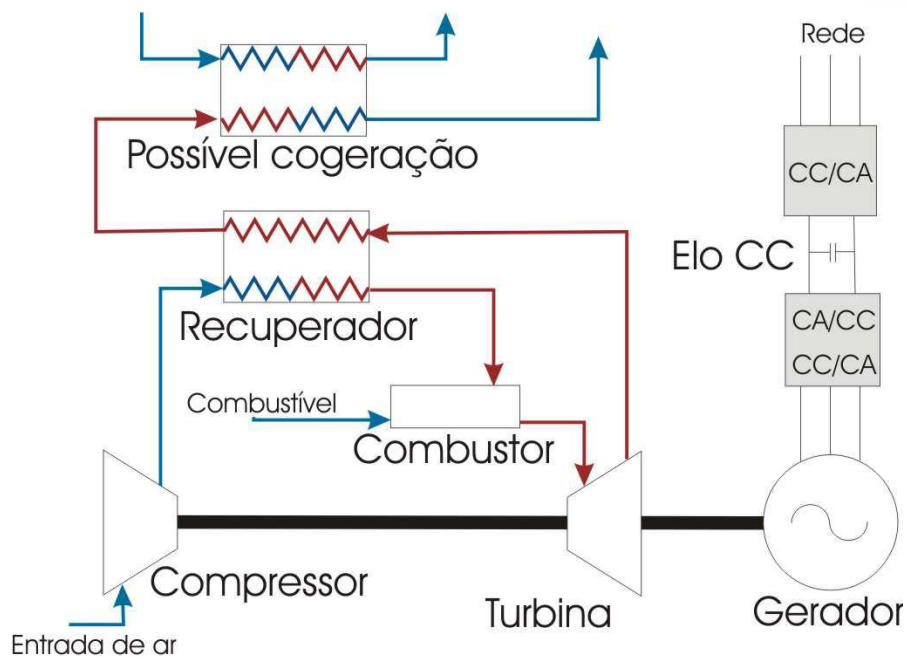 Rede
Possível cogeração
CC/CA
Elo CC
Recuperador
CA/CC
CC/CA
Combustível
Combustor
Compressor
Turbina
Gerador
Entrada de ar